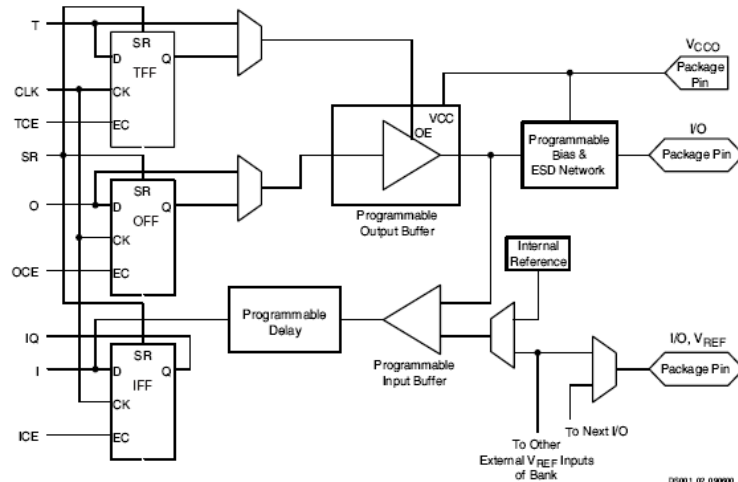 T
SR
D
Q
TFF
CLK
CK
TCE
EC
SR
SR
O
D
Q
OFF
CK
OCE
EC
IQ
SR
I
D
Q
IFF
CK
ICE
EC
VCC
OE
Programmable
Output Buffer
VCCO
Package
Pin
Programmable
Bias &
ESD Network
I/O
Package Pin
Internal
Reference
Programmable
Delay
Programmable
Input Buffer
I/O, VREF
Package Pin
To Next I/O
To Other
External VREF Inputs
of Bank